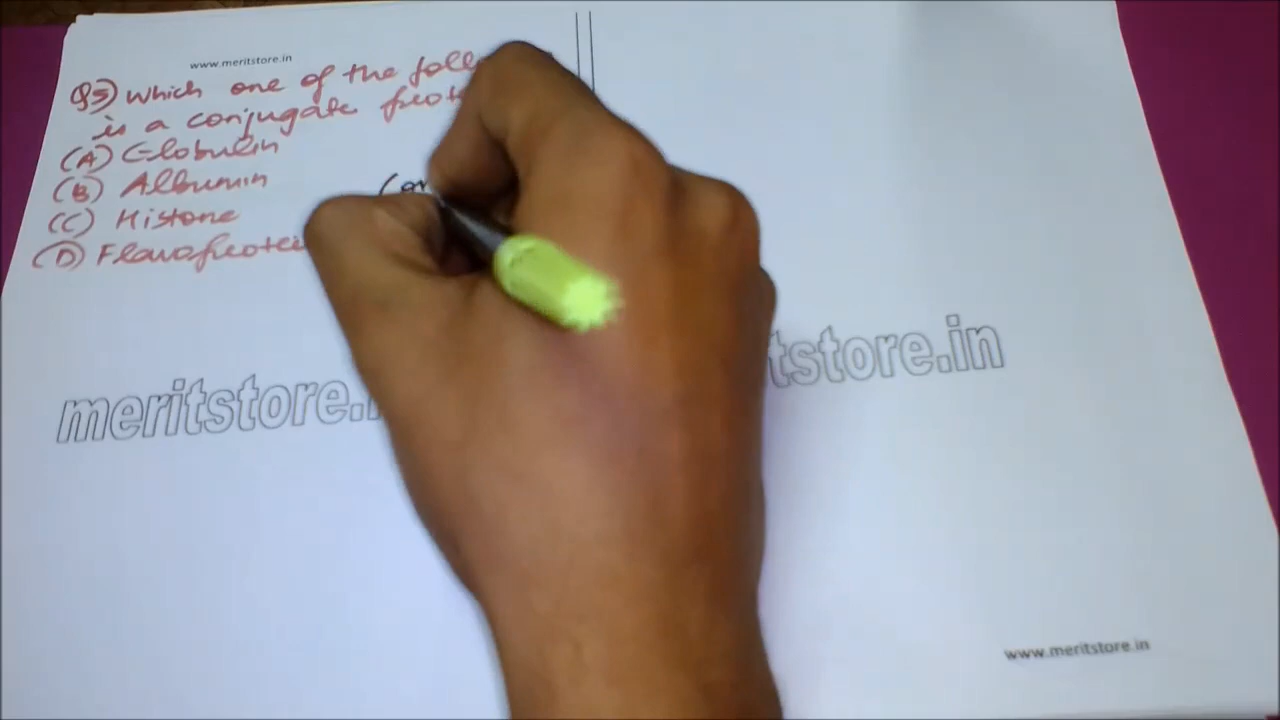 www.meritstore.in
Q5) Which one of the foll
is a conjugate
(A) Globulin
(B) Albumin
(C) Histone
(D) Flavoprotei
meritstore.
tstore.in
www.meritstore.in